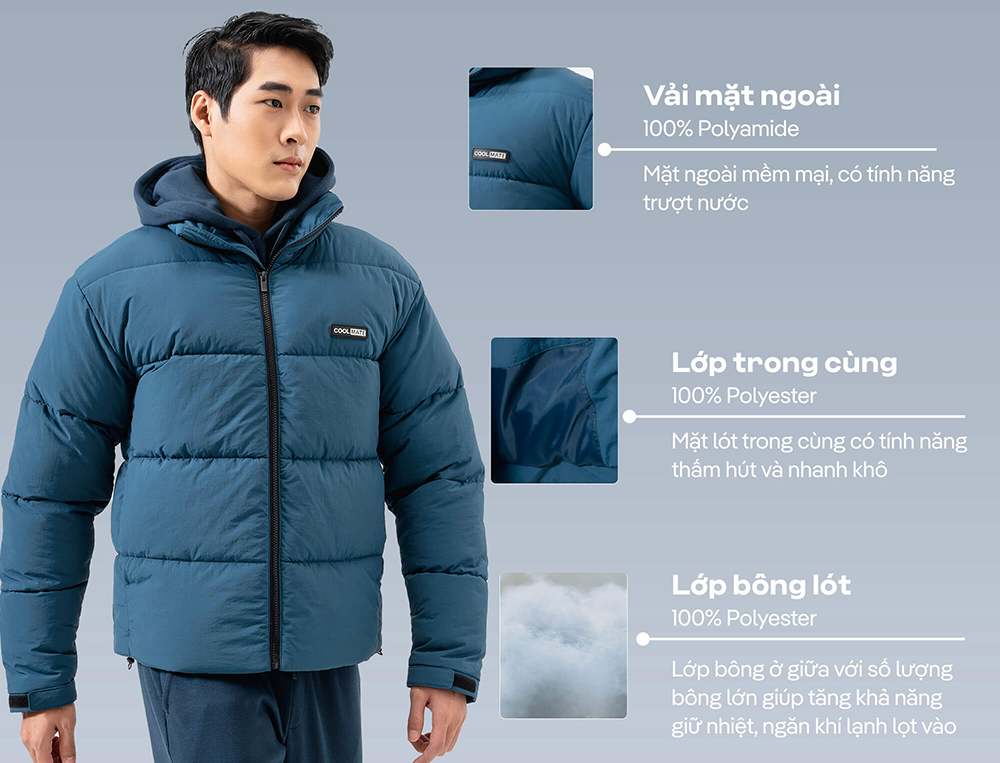 COOLMATE
Vải mặt ngoài
100% Polyamide
Mặt ngoài mềm mại, có tính năng
trượt nước
COOLMATE
Lớp trong cùng
100% Polyester
Mặt lót trong cùng có tính năng
thấm hút và nhanh khô
Lớp bông lót
100% Polyester
Lớp bông ở giữa với số lượng
bông lớn giúp tăng khả năng
giữ nhiệt, ngăn khí lạnh lọt vào